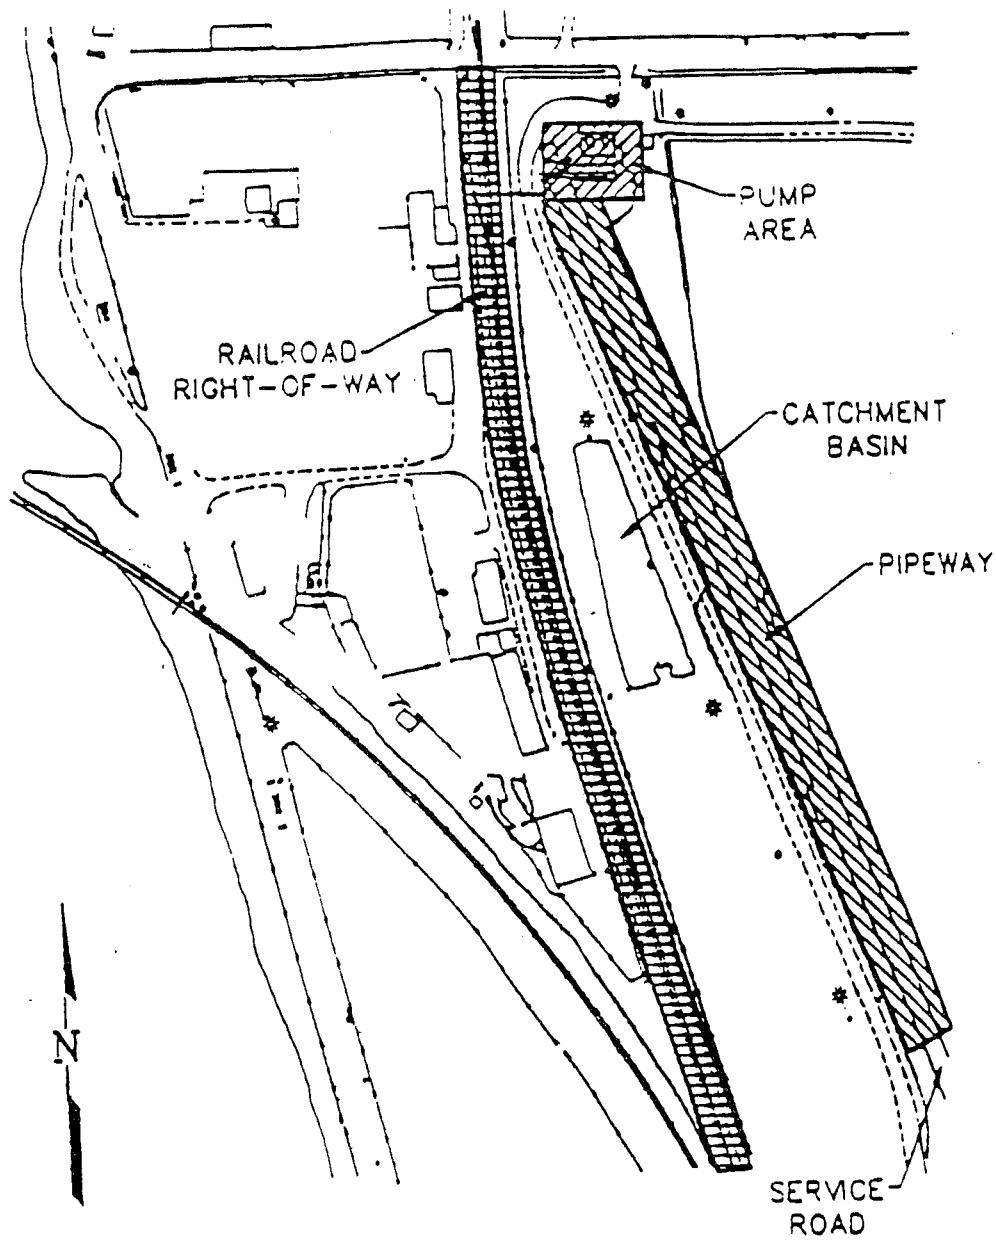 PUMP
AREA
RAILROAD
RIGHT-OF-WAY
CATCHMENT
BASIN
PIPEWAY
N
SERVICE
ROAD